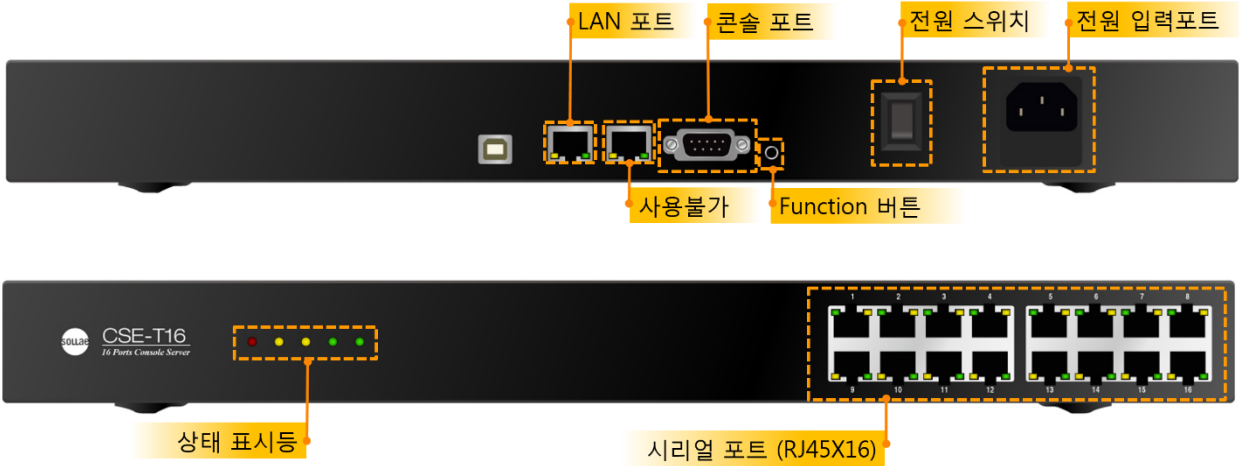 LAN 포트
콘솔 포트
전원 스위치
전원 입력포트
사용불가
Function 버튼
1 2 3 4 5 6 7 8
SOLLAE
CSE-T16
16 Ports Console Server
9 10 11 12 13 14 15 16
상태 표시등
시리얼 포트 (RJ45X16)